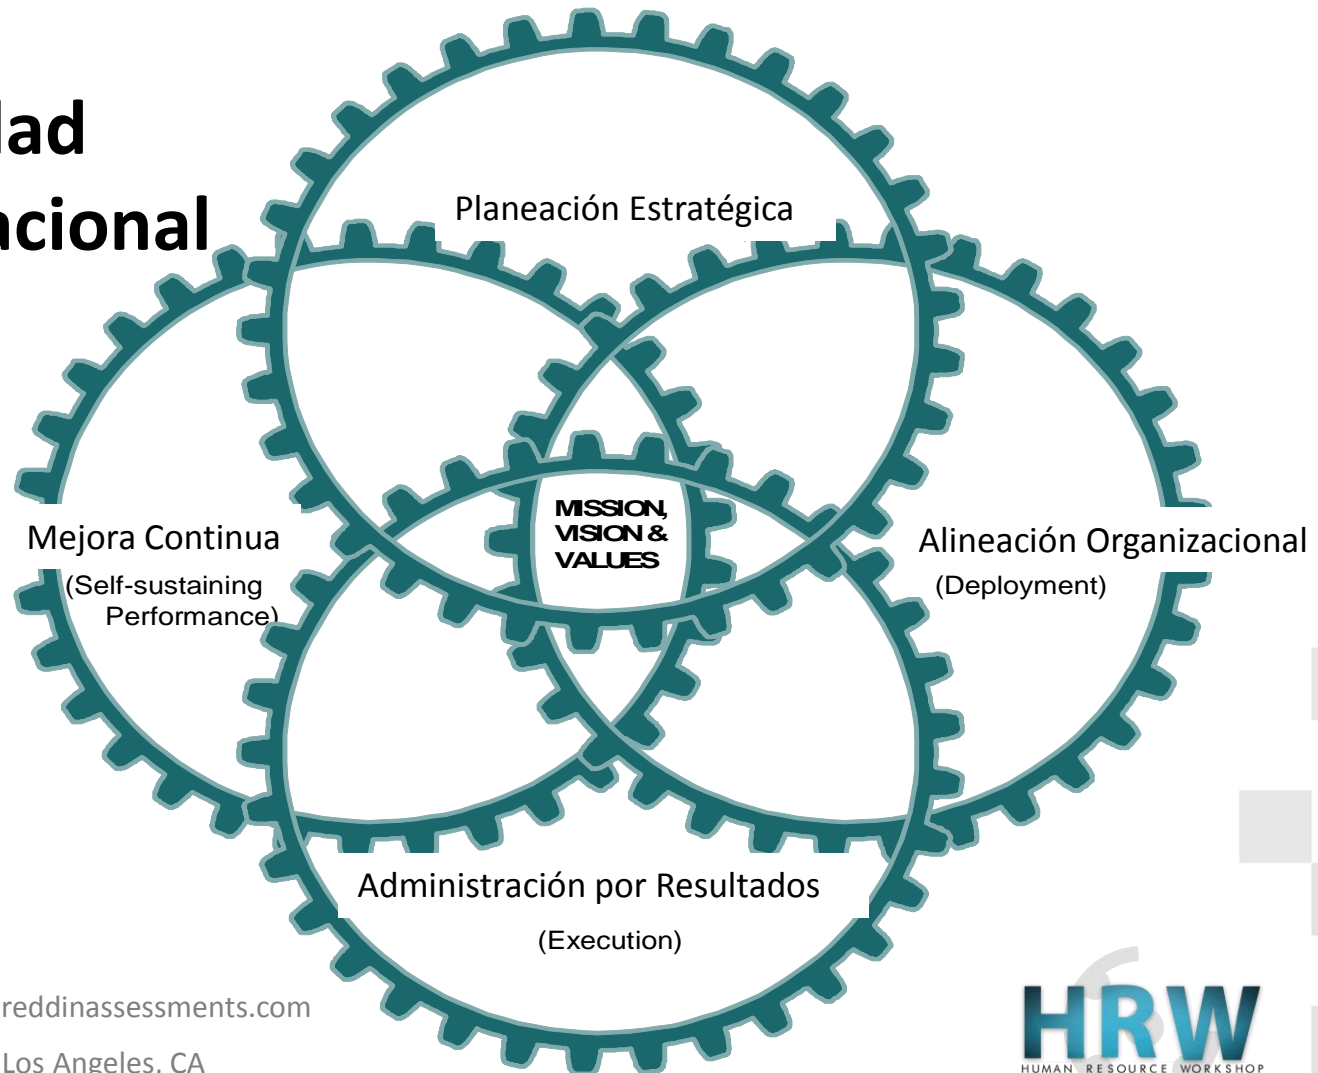 dad
acional
Planeación Estratégica
MISSION,
VISION &
VALUES
Mejora Continua
(Self-sustaining
Performance)
Alineación Organizacional
(Deployment)
Administración por Resultados
(Execution)
reddinassessments.com
Los Angeles, CA
HRW
HUMAN RESOURCE WORKSHOP